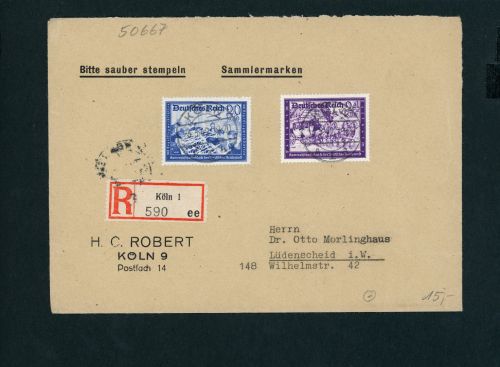 50667
Bitte sauber stempeln Sammlermarken
Deutsches Reich
Deutsches Reich
R
Köln 1
590 ee
H. C. ROBERT
KÖLN 9
Postfach 14
Herrn
Dr. Otto Morlinghaus
Lüdenscheid i.W.
148 Wilhelmstr. 42
15,-